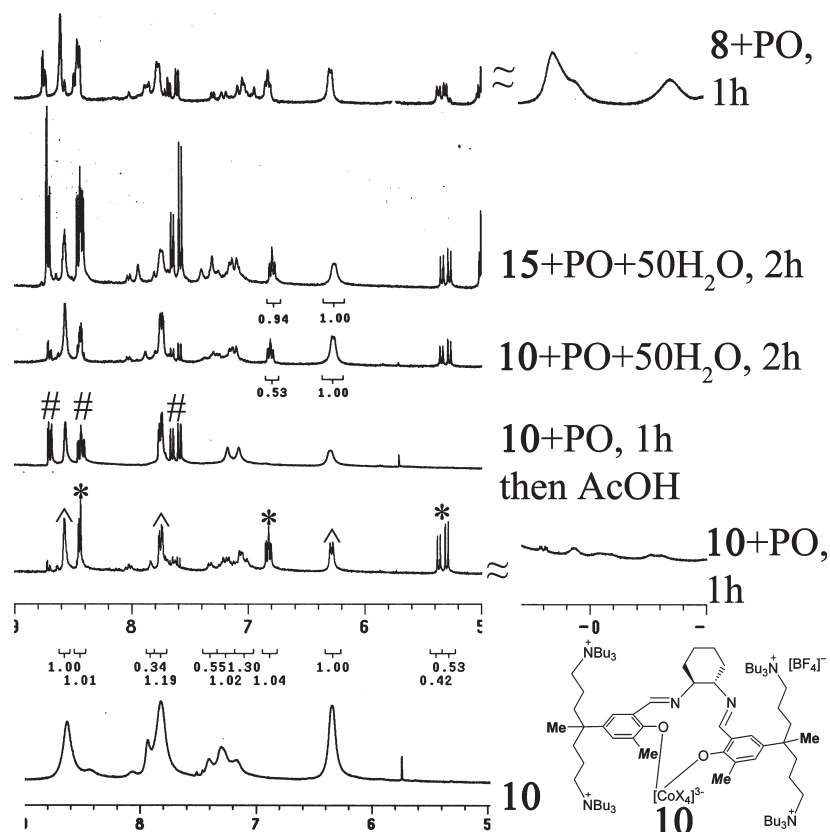 8+PO,
1h
≈
15+PO+50H₂O, 2h
0.94 1.00
10+PO+50H₂O, 2h
0.53 1.00
# # #
10+PO, 1h
then AcOH
^ * ^ * ^ *
10+PO,
1h
≈
9 8 7 6 5 -0
1.00 0.34 0.551.30 1.00 0.53
1.01 1.19 1.02 1.04 0.42
⁺NBu₃
Bu₃N⁺ [BF₄]⁻
N N
Me O Me
Me O Me
[CoX₄]³⁻
NBu₃⁺ 10 Bu₃N⁺
10
8 7 6 5